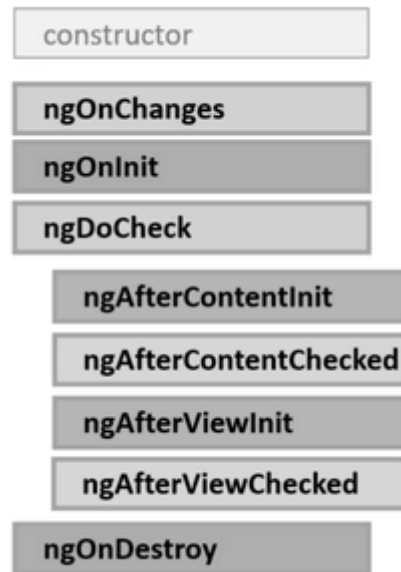 constructor
ngOnChanges
ngOnInit
ngDoCheck
ngAfterContentInit
ngAfterContentChecked
ngAfterViewInit
ngAfterViewChecked
ngOnDestroy